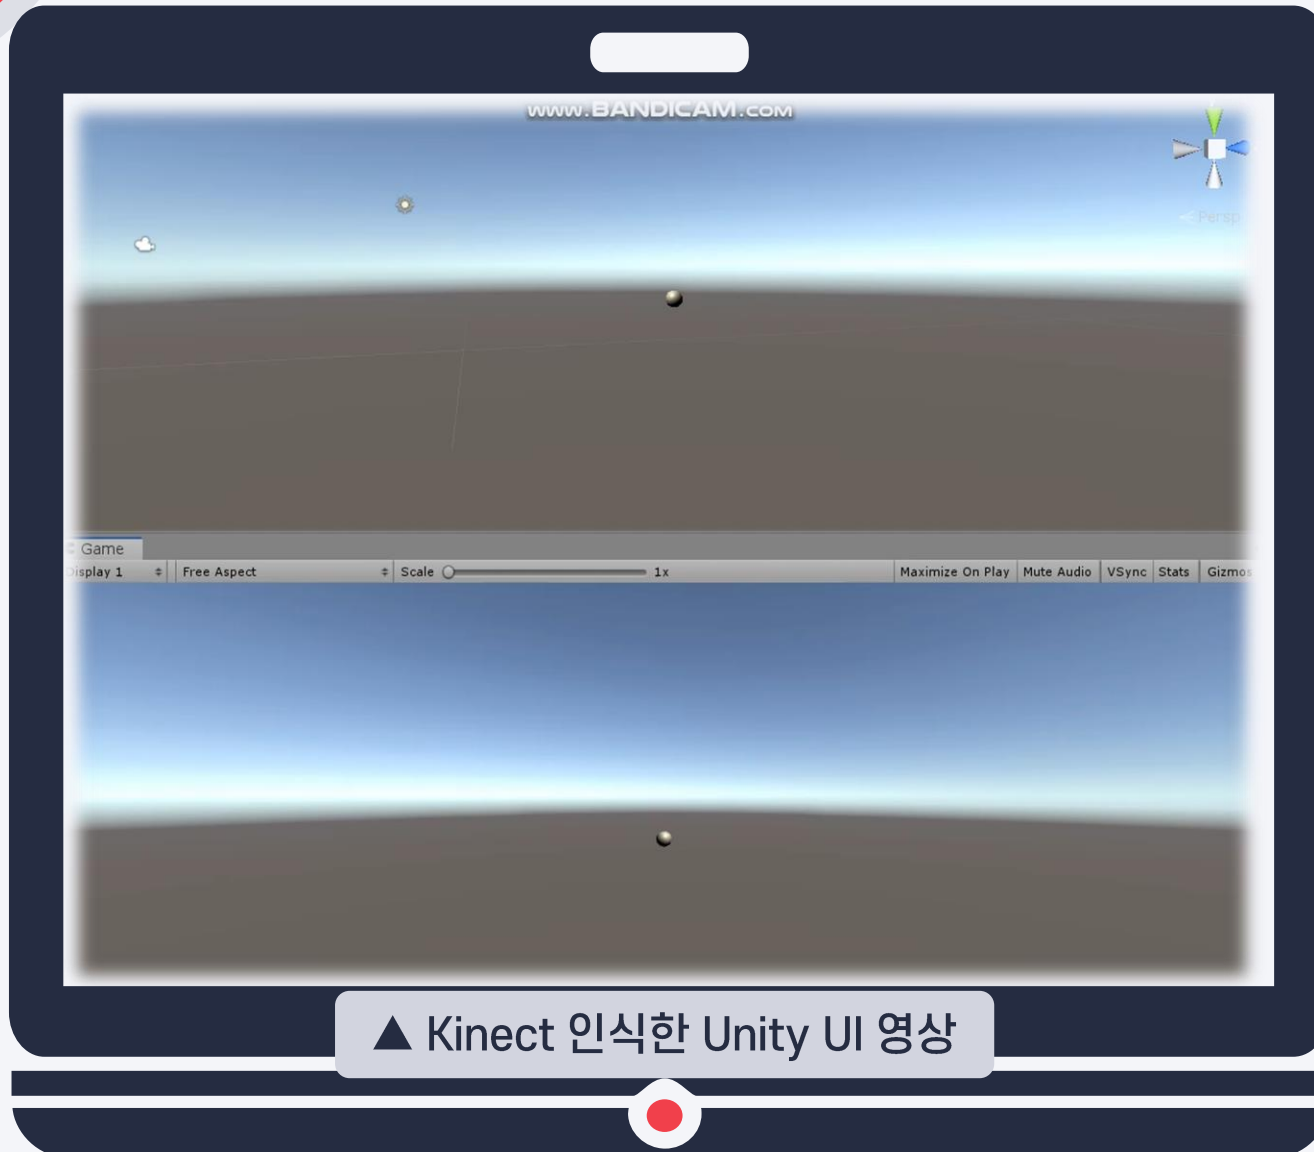 www.BANDICAM.com
Persp
Game
Display 1 Free Aspect Scale 1x Maximize On Play Mute Audio VSync Stats Gizmos
▲ Kinect 인식한 Unity UI 영상